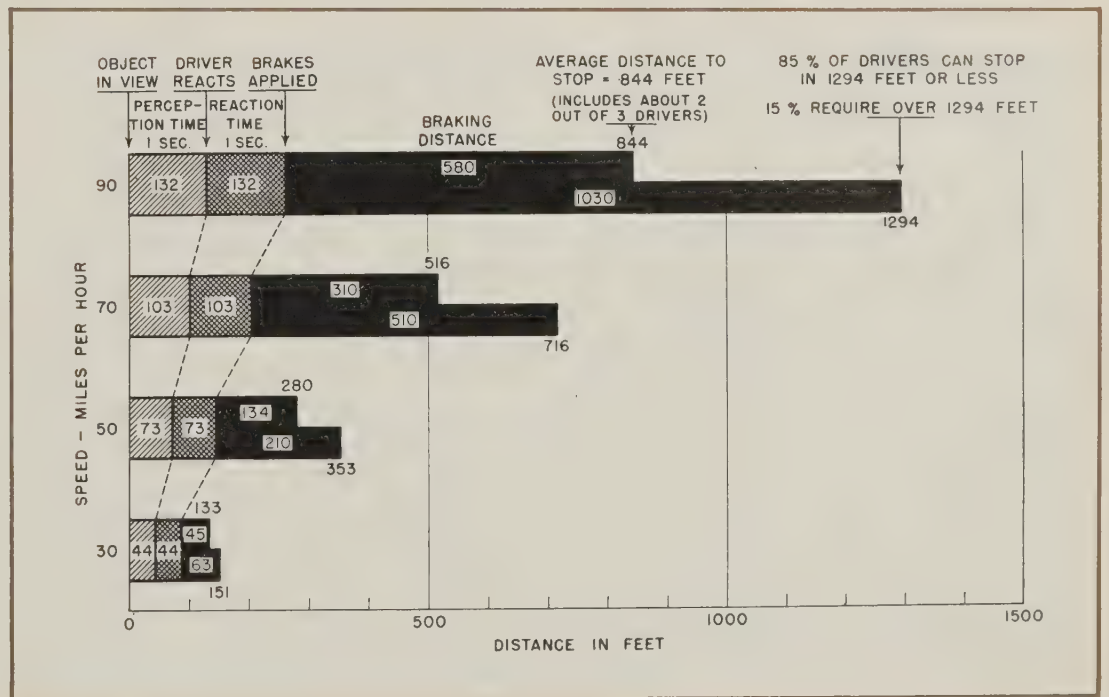 OBJECT
IN VIEW
DRIVER
REACTS
BRAKES
APPLIED
PERCEP-
TION TIME
1 SEC.
REACTION
TIME
1 SEC.
BRAKING
DISTANCE
AVERAGE DISTANCE TO
STOP = 844 FEET
(INCLUDES ABOUT 2
OUT OF 3 DRIVERS)
85 % OF DRIVERS CAN STOP
IN 1294 FEET OR LESS
15 % REQUIRE OVER 1294 FEET
844
90
132
132
580
1030
1294
516
70
103
103
310
510
716
280
50
73
73
134
210
353
133
30
44
44
45
63
151
SPEED – MILES PER HOUR
0
500
1000
1500
DISTANCE IN FEET